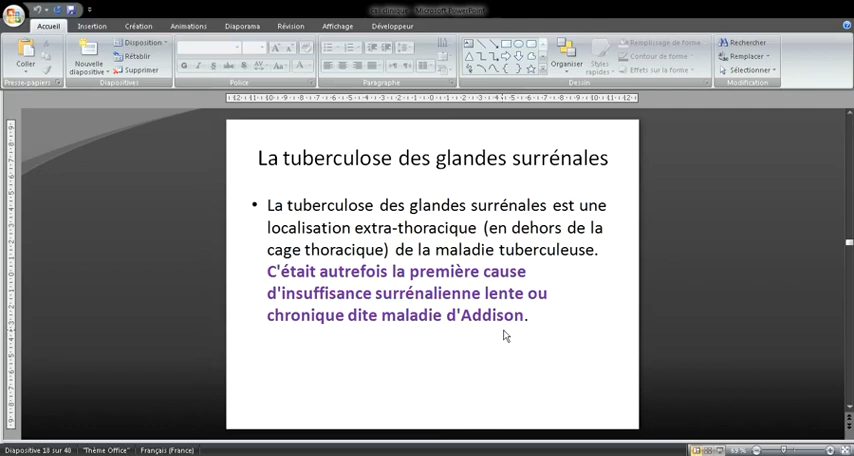 cas clinique - Microsoft PowerPoint
Accueil Insertion Création Animations Diaporama Révision Affichage Développeur
Coller
Presse-papiers
Nouvelle diapositive
Disposition
Rétablir
Supprimer
Diapositives
Police
Paragraphe
Organiser
Styles rapides
Remplissage de forme
Contour de forme
Effets sur la forme
Dessin
Rechercher
Remplacer
Sélectionner
Modification
La tuberculose des glandes surrénales
• La tuberculose des glandes surrénales est une
localisation extra-thoracique (en dehors de la
cage thoracique) de la maladie tuberculeuse.
C'était autrefois la première cause
d'insuffisance surrénalienne lente ou
chronique dite maladie d'Addison.
Diapositive 18 sur 40 "Thème Office" Français (France)